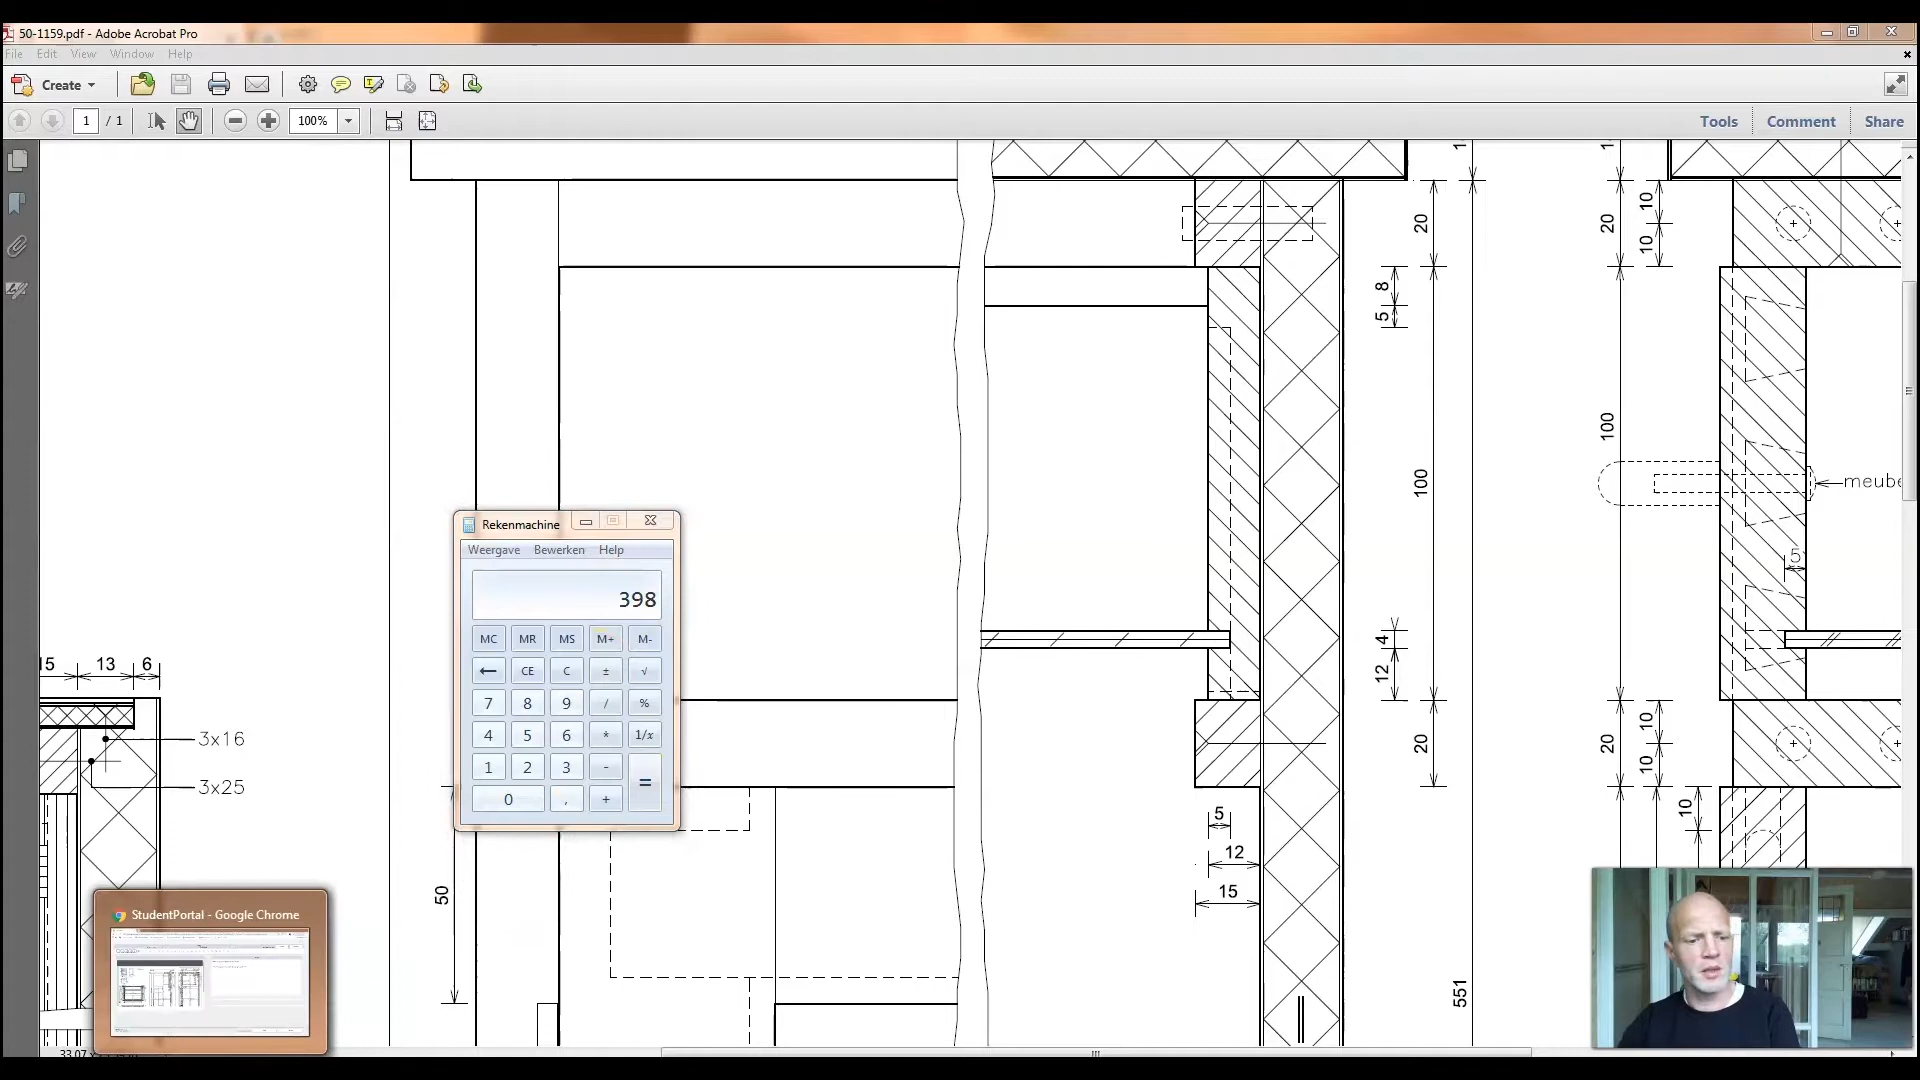 50-1159.pdf - Adobe Acrobat Pro
File Edit View Window Help
Create
1 / 1 100% Tools Comment Share
20 20 10 10
8
5
100 100
meube
5
4
12
20 20 10 10
10
5
12
15
551
50
15 13 6
3x16
3x25
Rekenmachine
Weergave Bewerken Help
398
MC MR MS M+ M-
← CE C ± √
7 8 9 / %
4 5 6 * 1/x
1 2 3 - =
0 , +
StudentPortal - Google Chrome